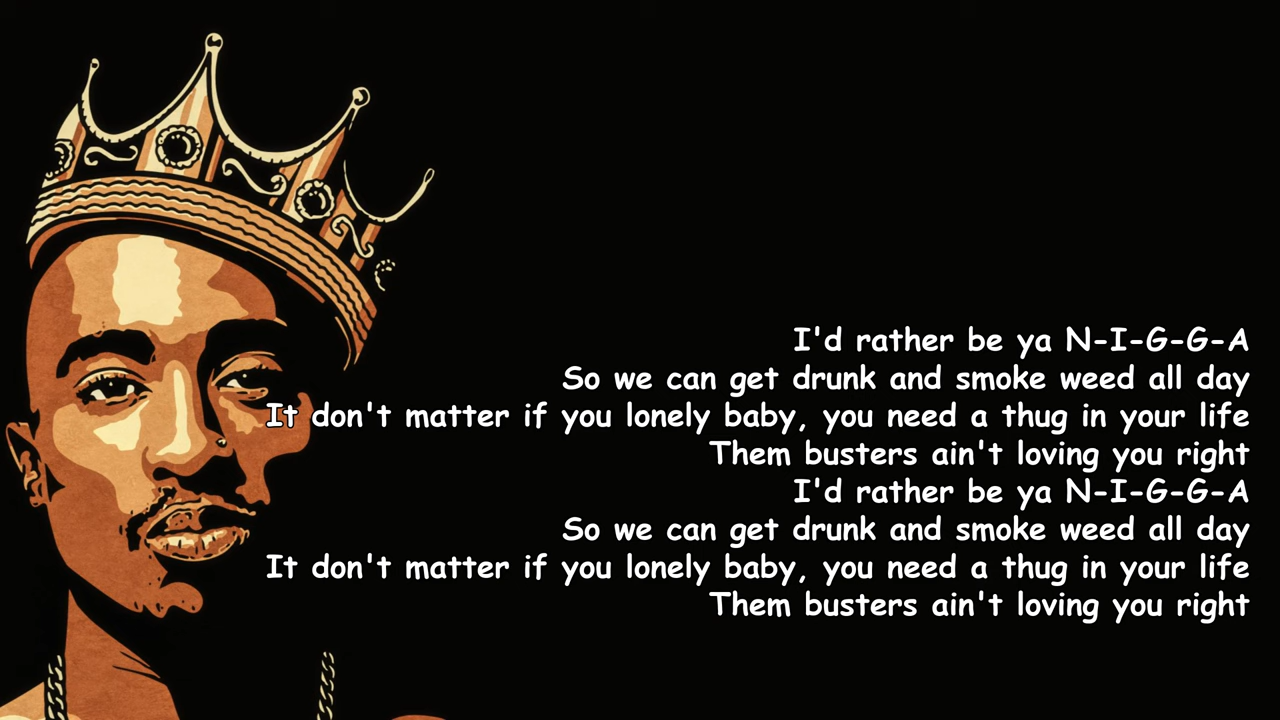 I'd rather be ya N-I-G-G-A
So we can get drunk and smoke weed all day
It don't matter if you lonely baby, you need a thug in your life
Them busters ain't loving you right
I'd rather be ya N-I-G-G-A
So we can get drunk and smoke weed all day
It don't matter if you lonely baby, you need a thug in your life
Them busters ain't loving you right